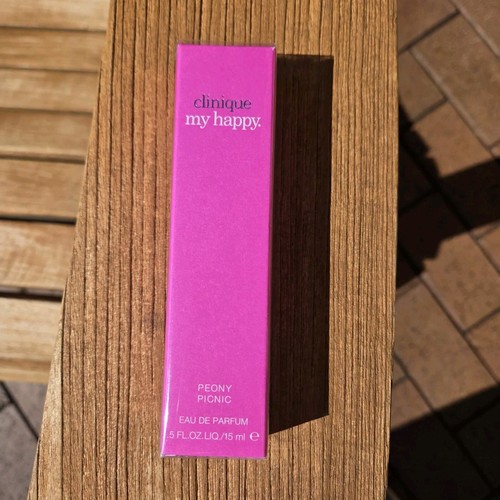 clinique
my happy.
PEONY
PICNIC
EAU DE PARFUM
.5 FL.OZ.LIQ./15 ml ℮